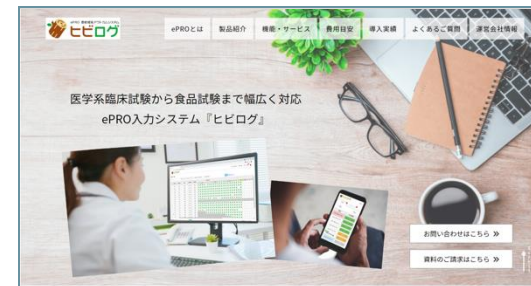 ヒビログ
ePROとは 製品紹介 機能・サービス 費用目安 導入実績 よくあるご質問 運営会社情報
医学系臨床試験から食品試験まで幅広く対応
ePRO入力システム『ヒビログ』
お問い合わせはこちら
資料のご請求はこちら